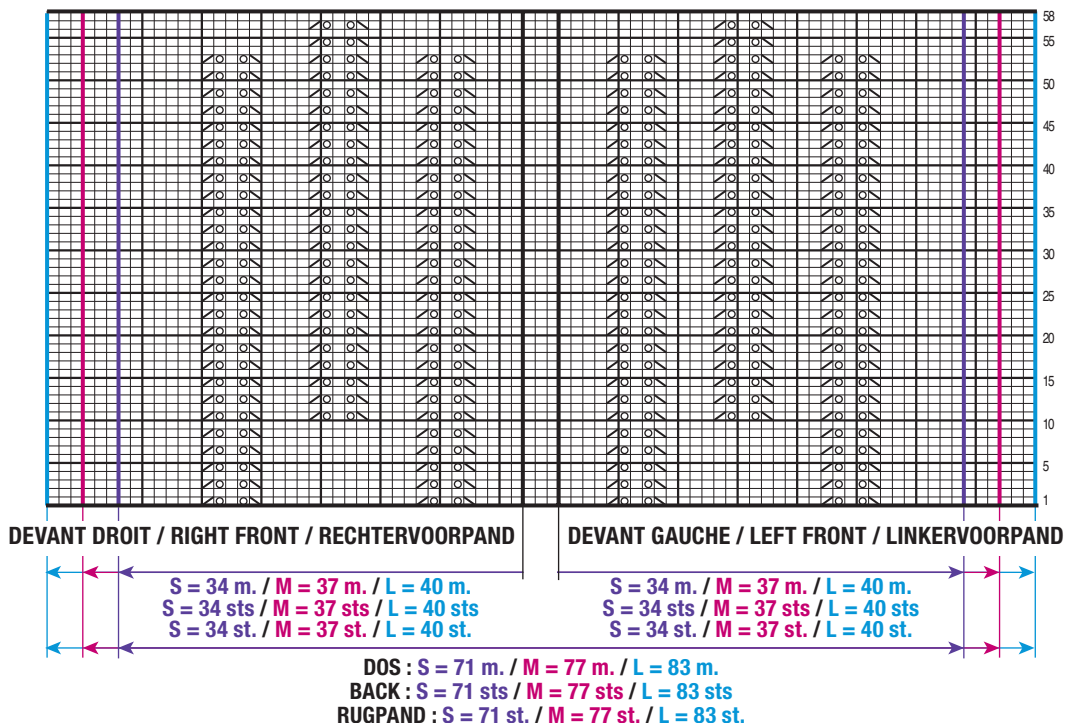 58
55
50
45
40
35
30
25
20
15
10
5
1
DEVANT DROIT / RIGHT FRONT / RECHTERVOORPAND
DEVANT GAUCHE / LEFT FRONT / LINKERVOORPAND
S = 34 m. / M = 37 m. / L = 40 m.
S = 34 sts / M = 37 sts / L = 40 sts
S = 34 st. / M = 37 st. / L = 40 st.
S = 34 m. / M = 37 m. / L = 40 m.
S = 34 sts / M = 37 sts / L = 40 sts
S = 34 st. / M = 37 st. / L = 40 st.
DOS : S = 71 m. / M = 77 m. / L = 83 m.
BACK : S = 71 sts / M = 77 sts / L = 83 sts
RUGPAND : S = 71 st. / M = 77 st. / L = 83 st.